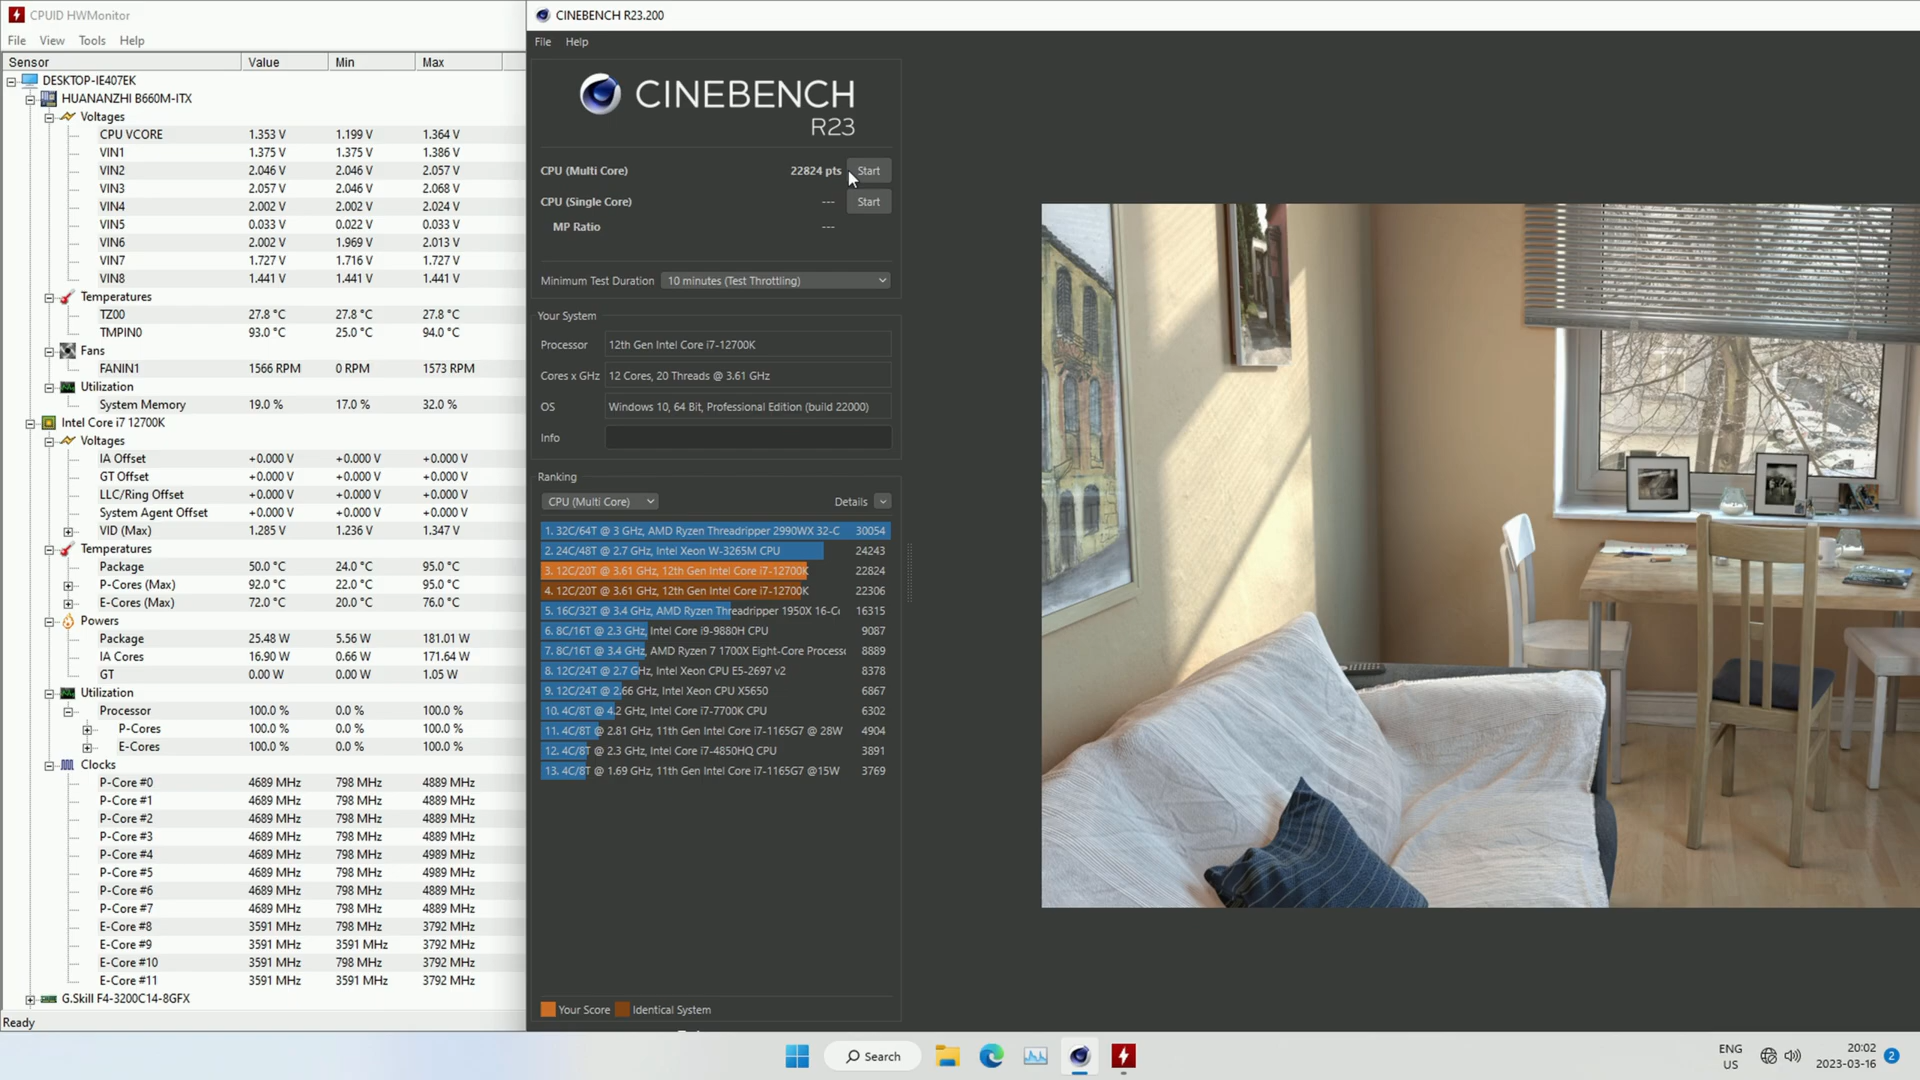 CPUID HWMonitor
File View Tools Help
Sensor Value Min Max
DESKTOP-IE407EK
HUANANZHI B660M-ITX
Voltages
CPU VCORE 1.353 V 1.199 V 1.364 V
VIN1 1.375 V 1.375 V 1.386 V
VIN2 2.046 V 2.046 V 2.057 V
VIN3 2.057 V 2.046 V 2.068 V
VIN4 2.002 V 2.002 V 2.024 V
VIN5 0.033 V 0.022 V 0.033 V
VIN6 2.002 V 1.969 V 2.013 V
VIN7 1.727 V 1.716 V 1.727 V
VIN8 1.441 V 1.441 V 1.441 V
Temperatures
TZ00 27.8 °C 27.8 °C 27.8 °C
TMPIN0 93.0 °C 25.0 °C 94.0 °C
Fans
FANIN1 1566 RPM 0 RPM 1573 RPM
Utilization
System Memory 19.0 % 17.0 % 32.0 %
Intel Core i7 12700K
Voltages
IA Offset +0.000 V +0.000 V +0.000 V
GT Offset +0.000 V +0.000 V +0.000 V
LLC/Ring Offset +0.000 V +0.000 V +0.000 V
System Agent Offset +0.000 V +0.000 V +0.000 V
VID (Max) 1.285 V 1.236 V 1.347 V
Temperatures
Package 50.0 °C 24.0 °C 95.0 °C
P-Cores (Max) 92.0 °C 22.0 °C 95.0 °C
E-Cores (Max) 72.0 °C 20.0 °C 76.0 °C
Powers
Package 25.48 W 5.56 W 181.01 W
IA Cores 16.90 W 0.66 W 171.64 W
GT 0.00 W 0.00 W 1.05 W
Utilization
Processor 100.0 % 0.0 % 100.0 %
P-Cores 100.0 % 0.0 % 100.0 %
E-Cores 100.0 % 0.0 % 100.0 %
Clocks
P-Core #0 4689 MHz 798 MHz 4889 MHz
P-Core #1 4689 MHz 798 MHz 4889 MHz
P-Core #2 4689 MHz 798 MHz 4889 MHz
P-Core #3 4689 MHz 798 MHz 4889 MHz
P-Core #4 4689 MHz 798 MHz 4989 MHz
P-Core #5 4689 MHz 798 MHz 4989 MHz
P-Core #6 4689 MHz 798 MHz 4889 MHz
P-Core #7 4689 MHz 798 MHz 4889 MHz
E-Core #8 3591 MHz 798 MHz 3792 MHz
E-Core #9 3591 MHz 3591 MHz 3792 MHz
E-Core #10 3591 MHz 798 MHz 3792 MHz
E-Core #11 3591 MHz 3591 MHz 3792 MHz
G.Skill F4-3200C14-8GFX
Ready
CINEBENCH R23.200
File Help
CINEBENCH
R23
CPU (Multi Core) 22824 pts Start
CPU (Single Core) --- Start
MP Ratio ---
Minimum Test Duration 10 minutes (Test Throttling)
Your System
Processor 12th Gen Intel Core i7-12700K
Cores x GHz 12 Cores, 20 Threads @ 3.61 GHz
OS Windows 10, 64 Bit, Professional Edition (build 22000)
Info
Ranking
CPU (Multi Core) Details
1. 32C/64T @ 3 GHz, AMD Ryzen Threadripper 2990WX 32-C 30054
2. 24C/48T @ 2.7 GHz, Intel Xeon W-3265M CPU 24243
3. 12C/20T @ 3.61 GHz, 12th Gen Intel Core i7-12700K 22824
4. 12C/20T @ 3.61 GHz, 12th Gen Intel Core i7-12700K 22306
5. 16C/32T @ 3.4 GHz, AMD Ryzen Threadripper 1950X 16-C 16315
6. 8C/16T @ 2.3 GHz, Intel Core i9-9880H CPU 9087
7. 8C/16T @ 3.4 GHz, AMD Ryzen 7 1700X Eight-Core Process 8889
8. 12C/24T @ 2.7 GHz, Intel Xeon CPU E5-2697 v2 8378
9. 12C/24T @ 2.66 GHz, Intel Xeon CPU X5650 6867
10. 4C/8T @ 4.2 GHz, Intel Core i7-7700K CPU 6302
11. 4C/8T @ 2.81 GHz, 11th Gen Intel Core i7-1165G7 @ 28W 4904
12. 4C/8T @ 2.3 GHz, Intel Core i7-4850HQ CPU 3891
13. 4C/8T @ 1.69 GHz, 11th Gen Intel Core i7-1165G7 @15W 3769
Your Score Identical System
Search
ENG
US
20:02
2023-03-16
2